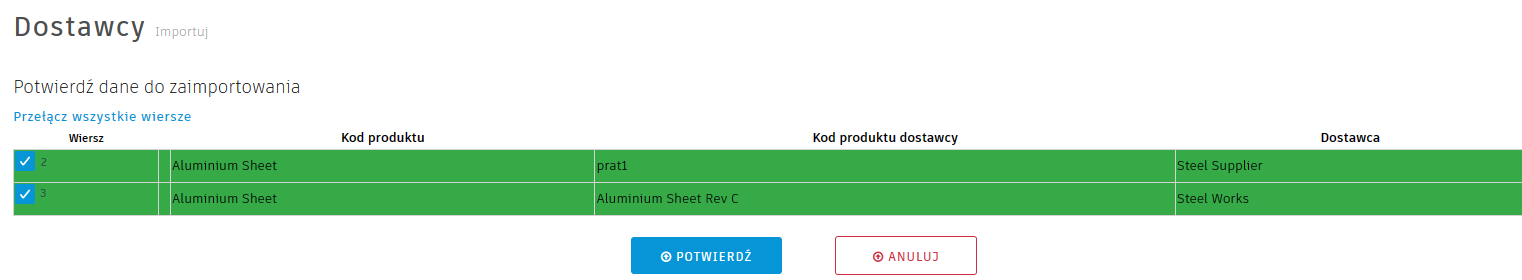 Dostawcy Importuj
Potwierdź dane do zaimportowania
Przełącz wszystkie wiersze
Wiersz Kod produktu Kod produktu dostawcy Dostawca
2 Aluminium Sheet prat1 Steel Supplier
3 Aluminium Sheet Aluminium Sheet Rev C Steel Works
POTWIERDŹ ANULUJ